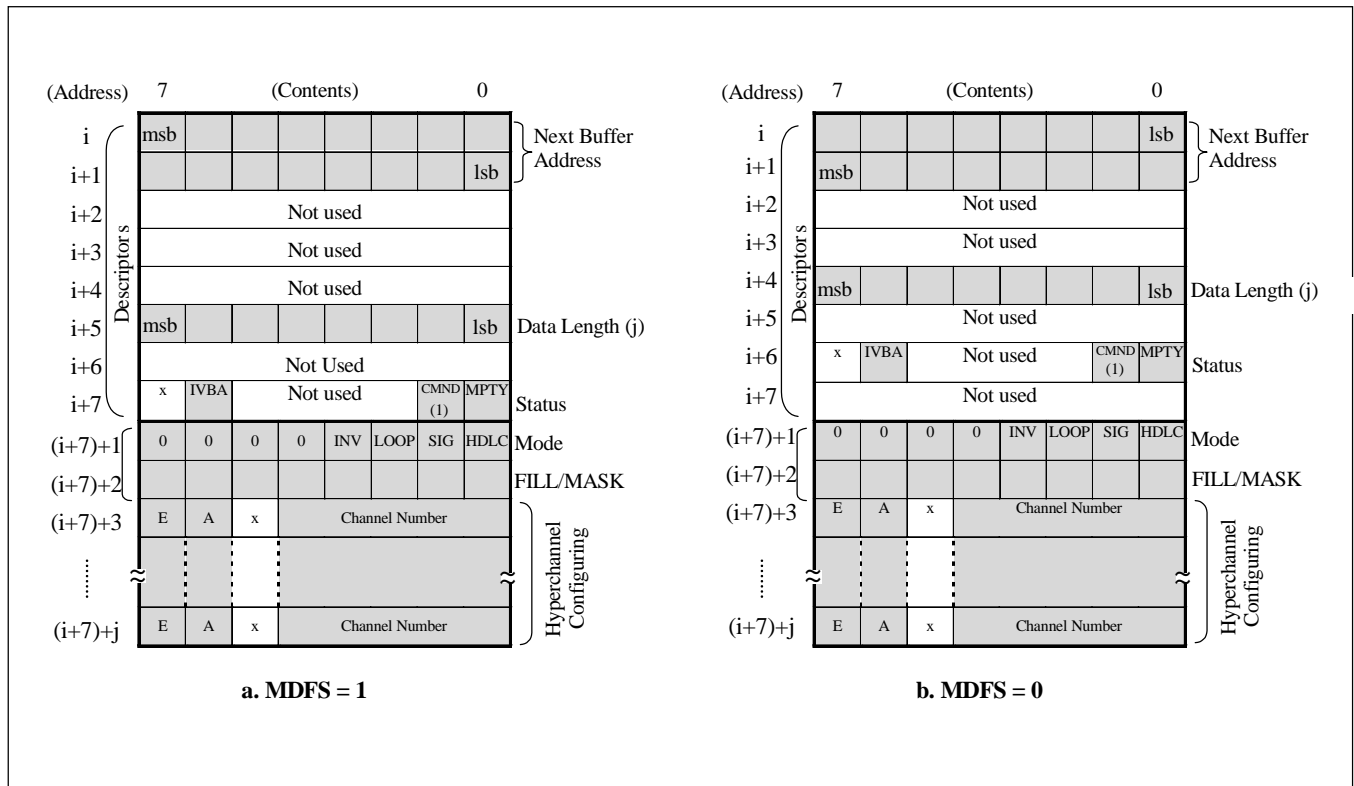 (Address) 7 (Contents) 0
i msb Next Buffer
Address
i+1 lsb
i+2 Not used
i+3 Not used
i+4 Not used
i+5 msb lsb Data Length (j)
i+6 Not Used
i+7 x IVBA Not used CMND (1) MPTY Status
Descriptors
(i+7)+1 0 0 0 0 INV LOOP SIG HDLC Mode
(i+7)+2 FILL/MASK
(i+7)+3 E A x Channel Number
......
(i+7)+j E A x Channel Number
Hyperchannel
Configuring
a. MDFS = 1
(Address) 7 (Contents) 0
i lsb Next Buffer
Address
i+1 msb
i+2 Not used
i+3 Not used
i+4 msb lsb Data Length (j)
i+5 Not used
i+6 x IVBA Not used CMND (1) MPTY Status
i+7 Not used
Descriptors
(i+7)+1 0 0 0 0 INV LOOP SIG HDLC Mode
(i+7)+2 FILL/MASK
(i+7)+3 E A x Channel Number
......
(i+7)+j E A x Channel Number
Hyperchannel
Configuring
b. MDFS = 0